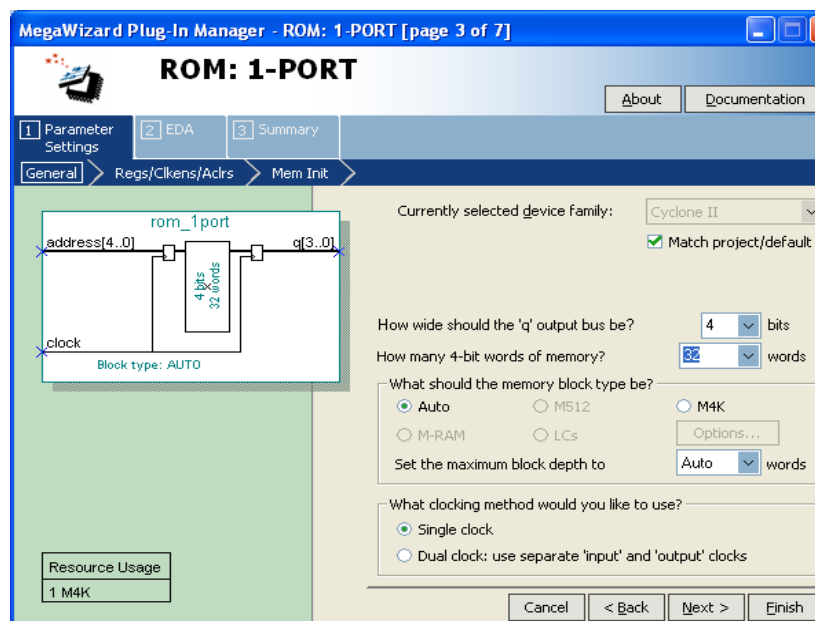 MegaWizard Plug-In Manager - ROM: 1-PORT [page 3 of 7]
ROM: 1-PORT
About Documentation
1 Parameter Settings 2 EDA 3 Summary
General Regs/Clkens/Aclrs Mem Init
Currently selected device family: Cyclone II
Match project/default
rom_1port
address[4..0] q[3..0]
4 bits
32 words
clock
Block type: AUTO
How wide should the 'q' output bus be? 4 bits
How many 4-bit words of memory? 32 words
What should the memory block type be?
Auto M512 M4K
M-RAM LCs Options...
Set the maximum block depth to Auto words
What clocking method would you like to use?
Single clock
Dual clock: use separate 'input' and 'output' clocks
Resource Usage
1 M4K
Cancel < Back Next > Finish